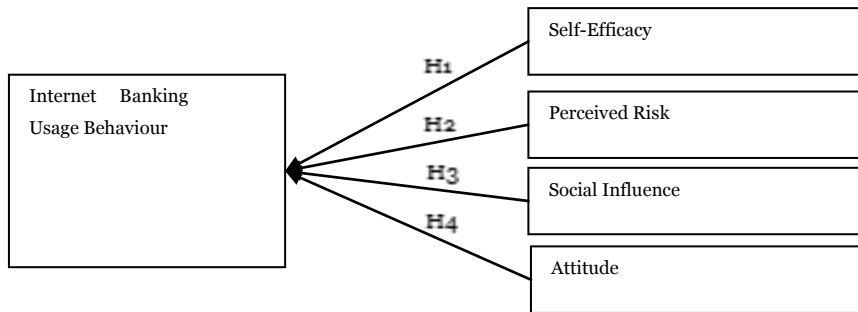 Self-Efficacy
H1
Internet Banking
Usage Behaviour
H2
Perceived Risk
H3
Social Influence
H4
Attitude